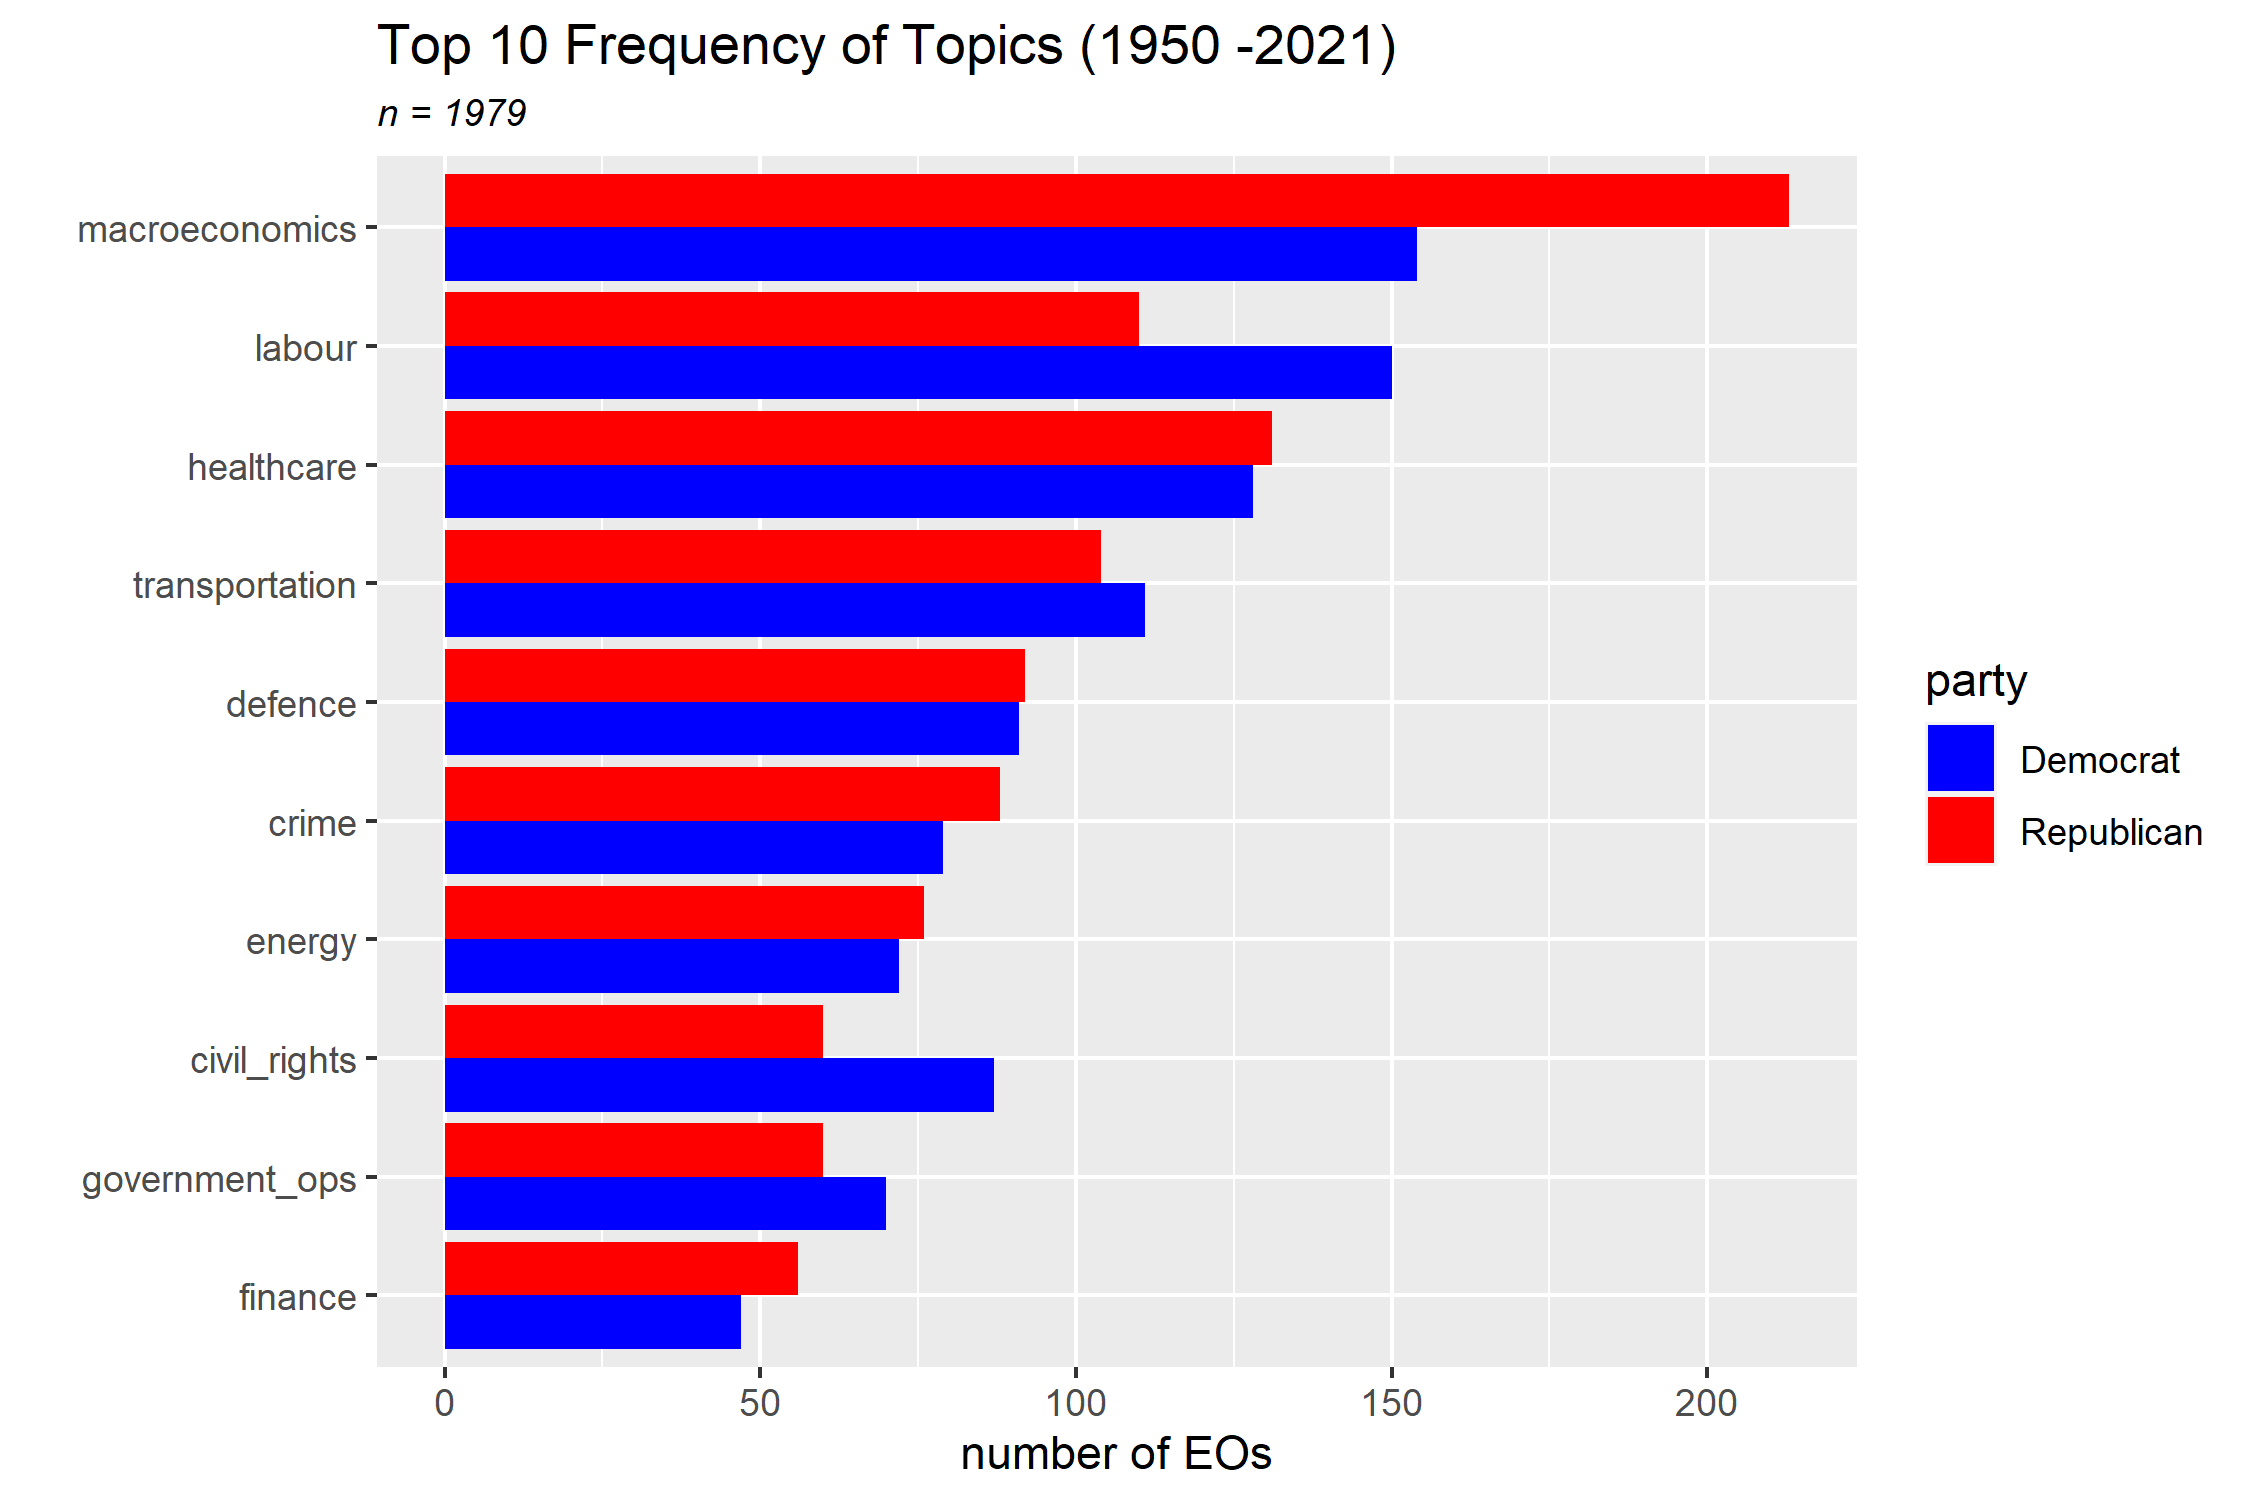 Top 10 Frequency of Topics (1950 -2021)
n = 1979
macroeconomics
labour
healthcare
transportation
defence
crime
energy
civil_rights
government_ops
finance
0 50 100 150 200
number of EOs
party
Democrat
Republican